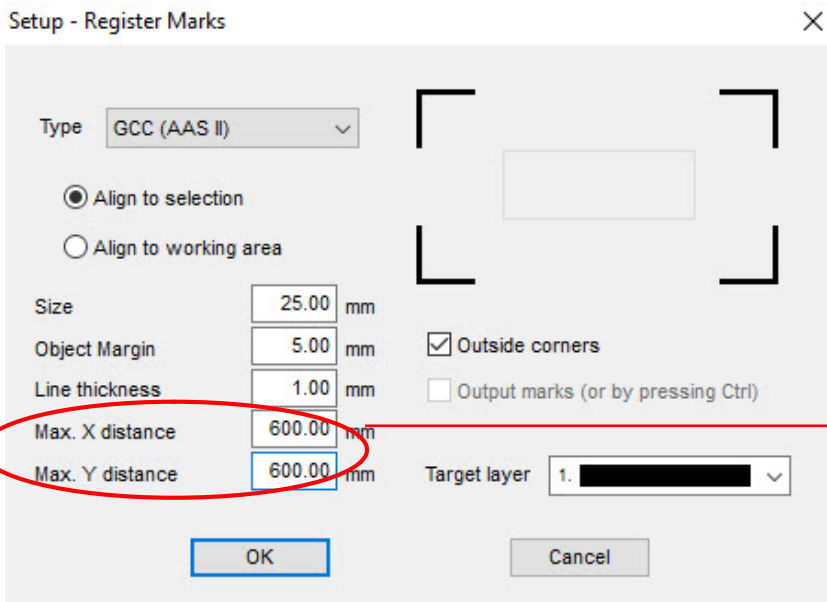 Setup - Register Marks
Type GCC (AAS II)
Align to selection
Align to working area
Size 25.00 mm
Object Margin 5.00 mm
Outside corners
Line thickness 1.00 mm
Output marks (or by pressing Ctrl)
Max. X distance 600.00 mm
Max. Y distance 600.00 mm
Target layer 1.
OK Cancel